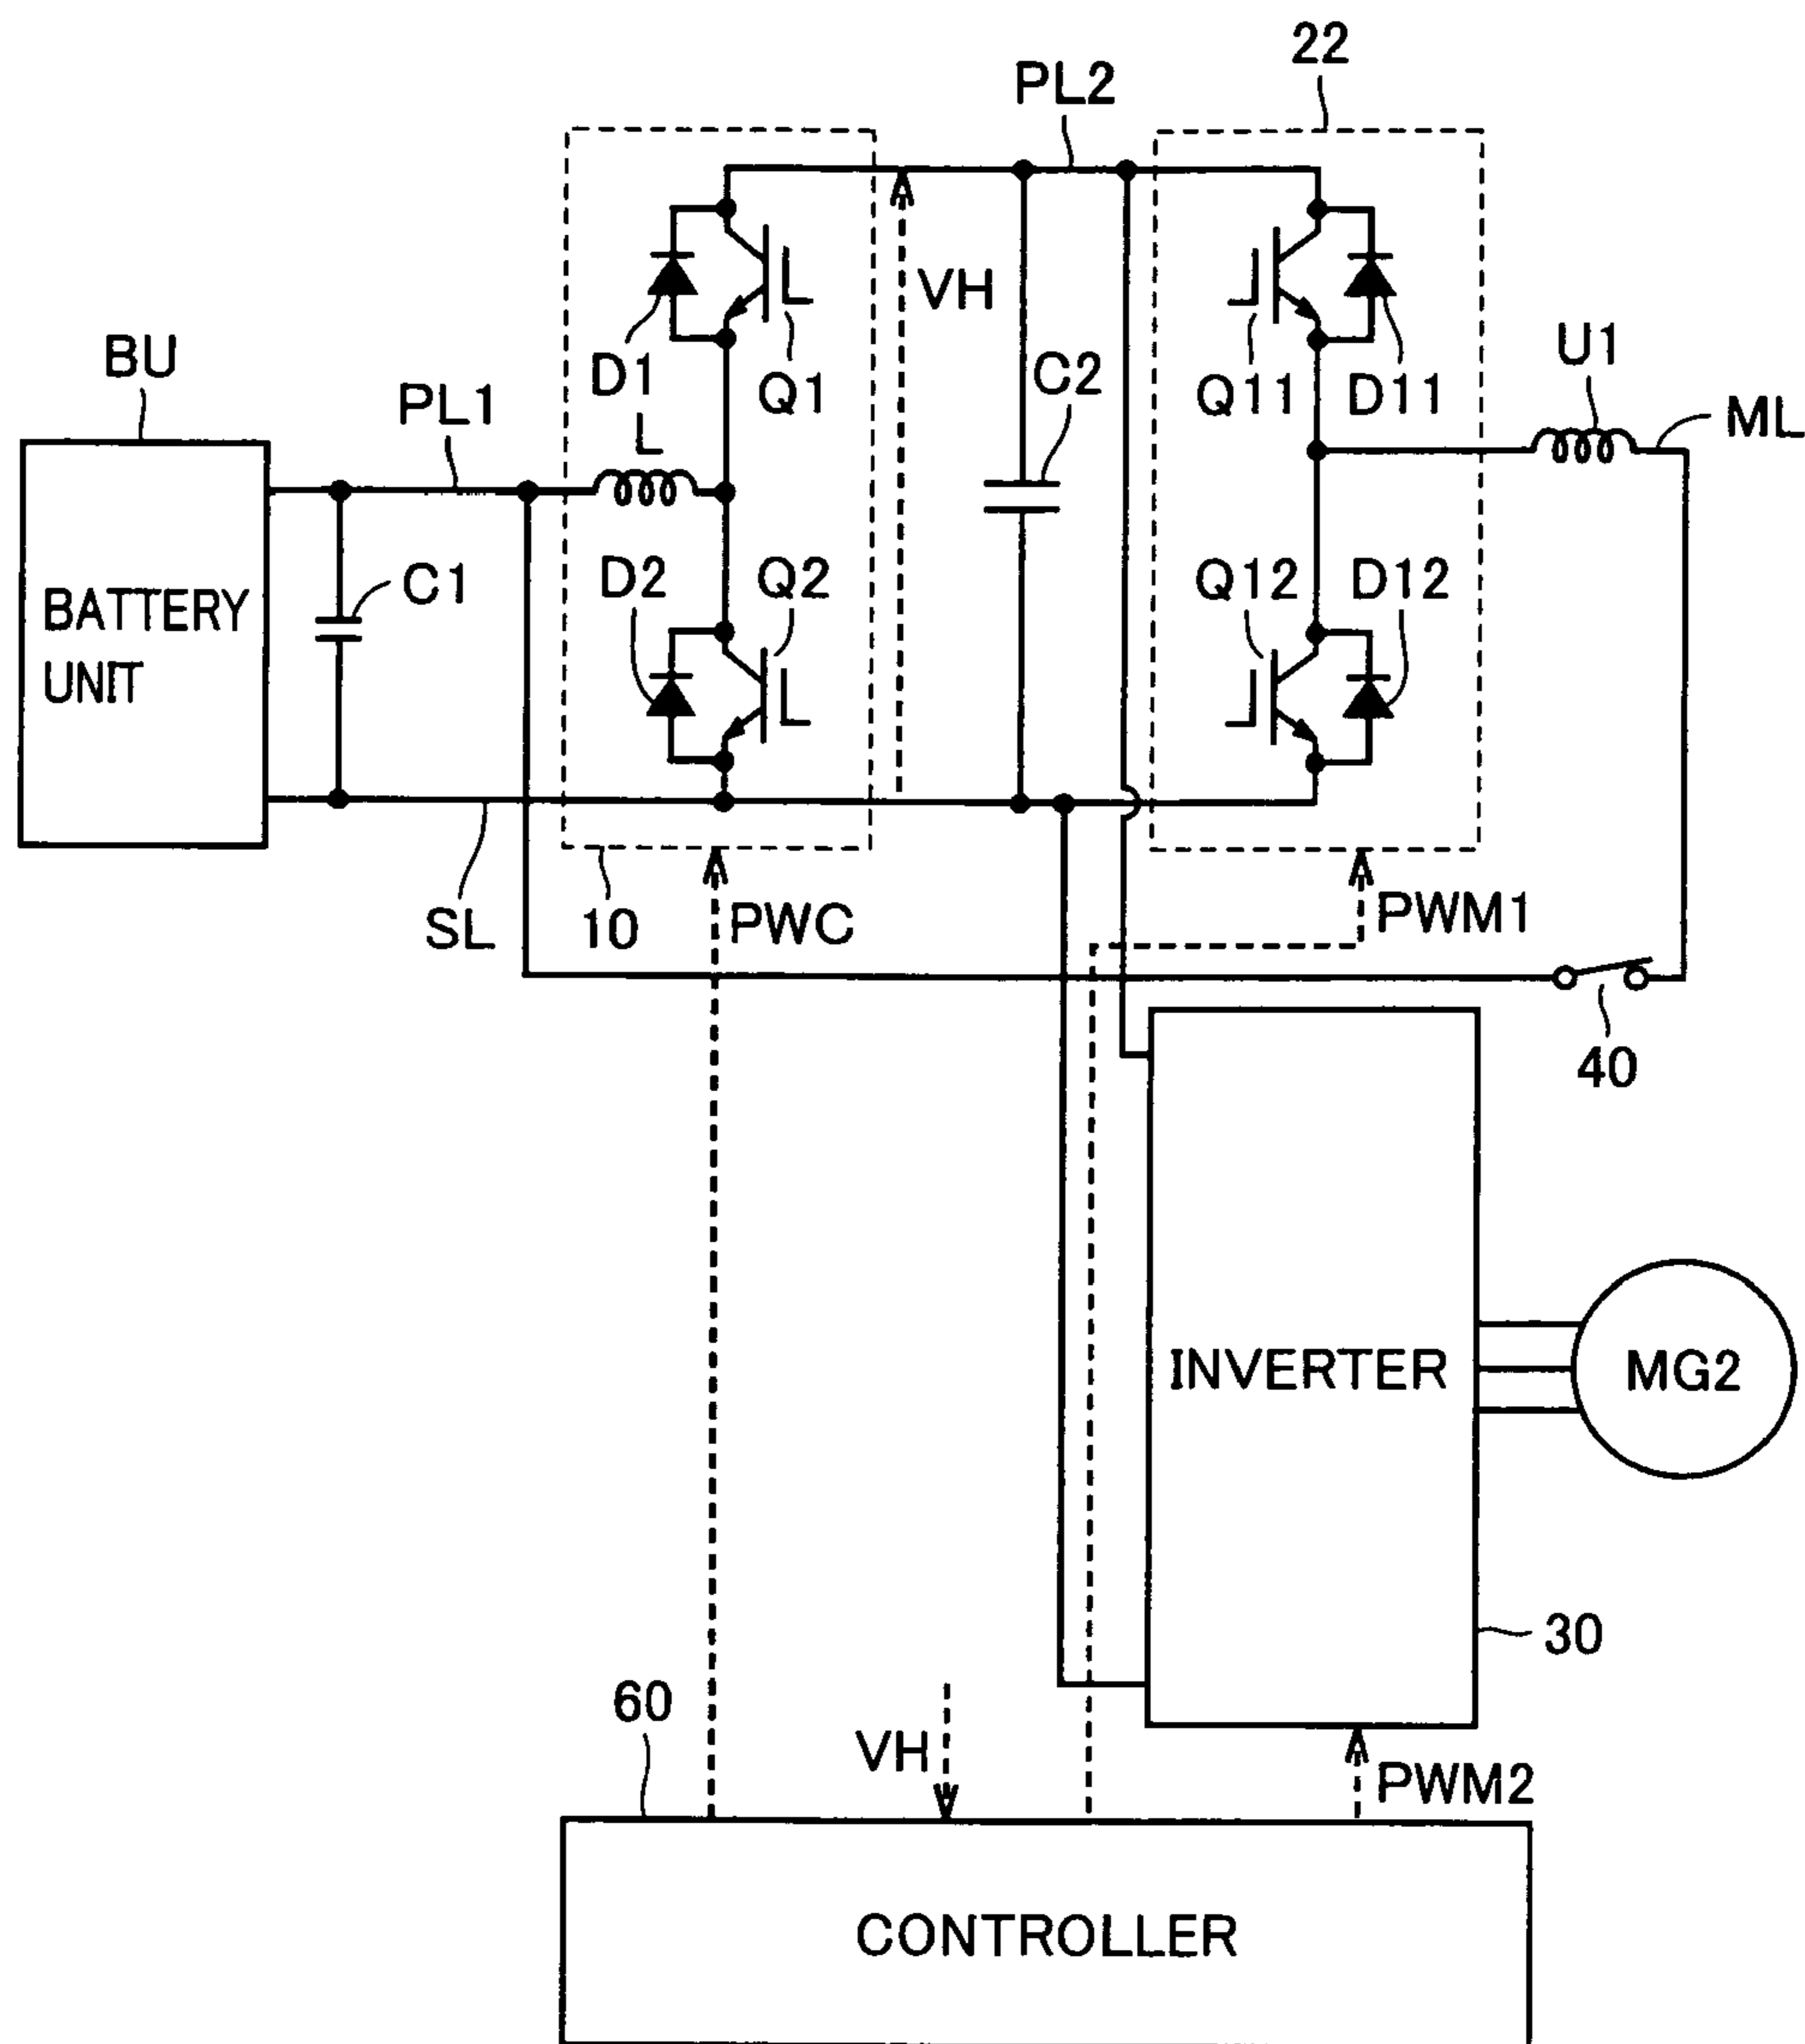 22
PL2
VH
BU
PL1
D1
Q1
L
C2
Q11
D11
U1
ML
BATTERY
UNIT
C1
D2
Q2
Q12
D12
SL
10
PWC
PWM1
40
INVERTER
MG2
30
60
VH
PWM2
CONTROLLER